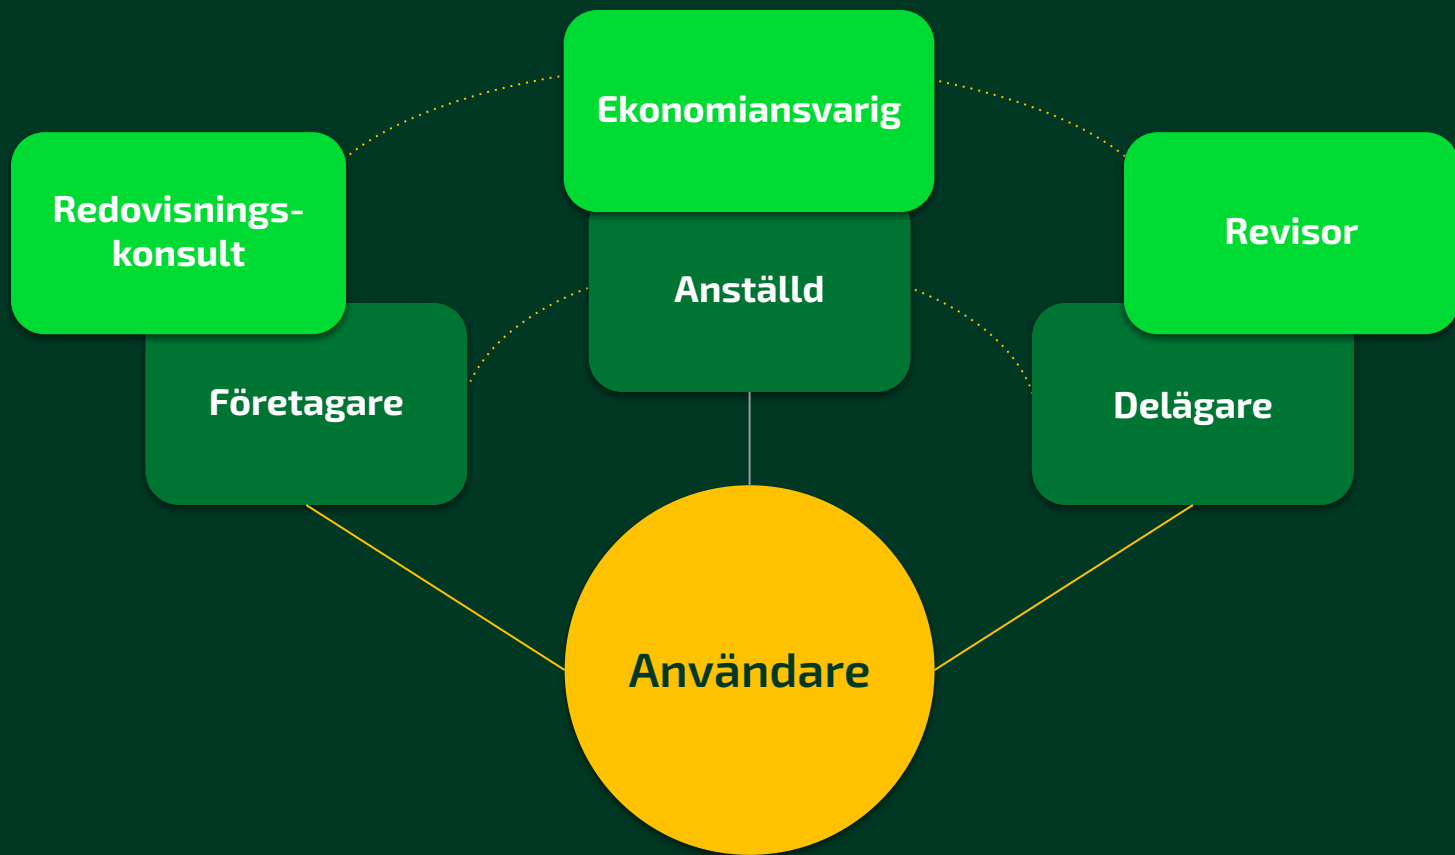 Ekonomiansvarig
Redovisnings-
konsult
Revisor
Anställd
Företagare
Delägare
Användare